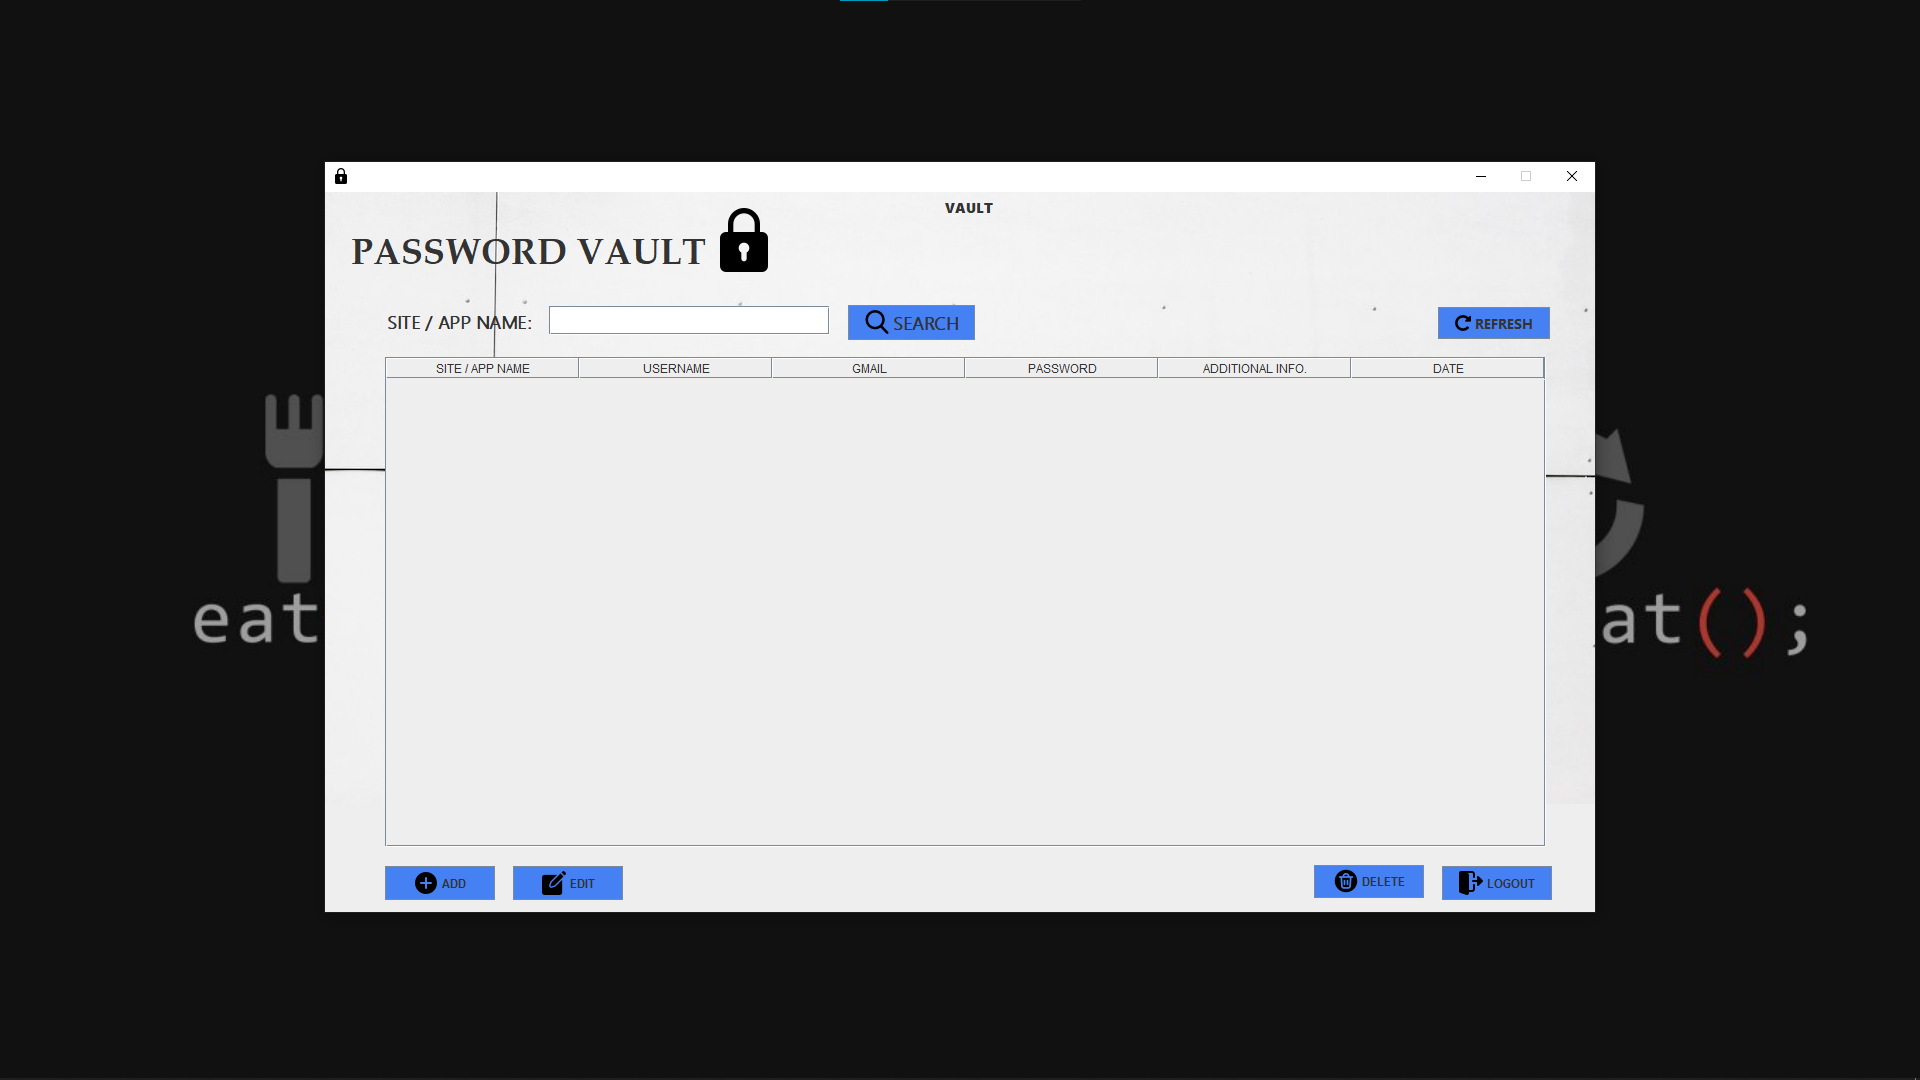 VAULT
PASSWORD VAULT
SITE / APP NAME:
SEARCH
REFRESH
SITE / APP NAME
USERNAME
GMAIL
PASSWORD
ADDITIONAL INFO.
DATE
eat
at();
ADD
EDIT
DELETE
LOGOUT